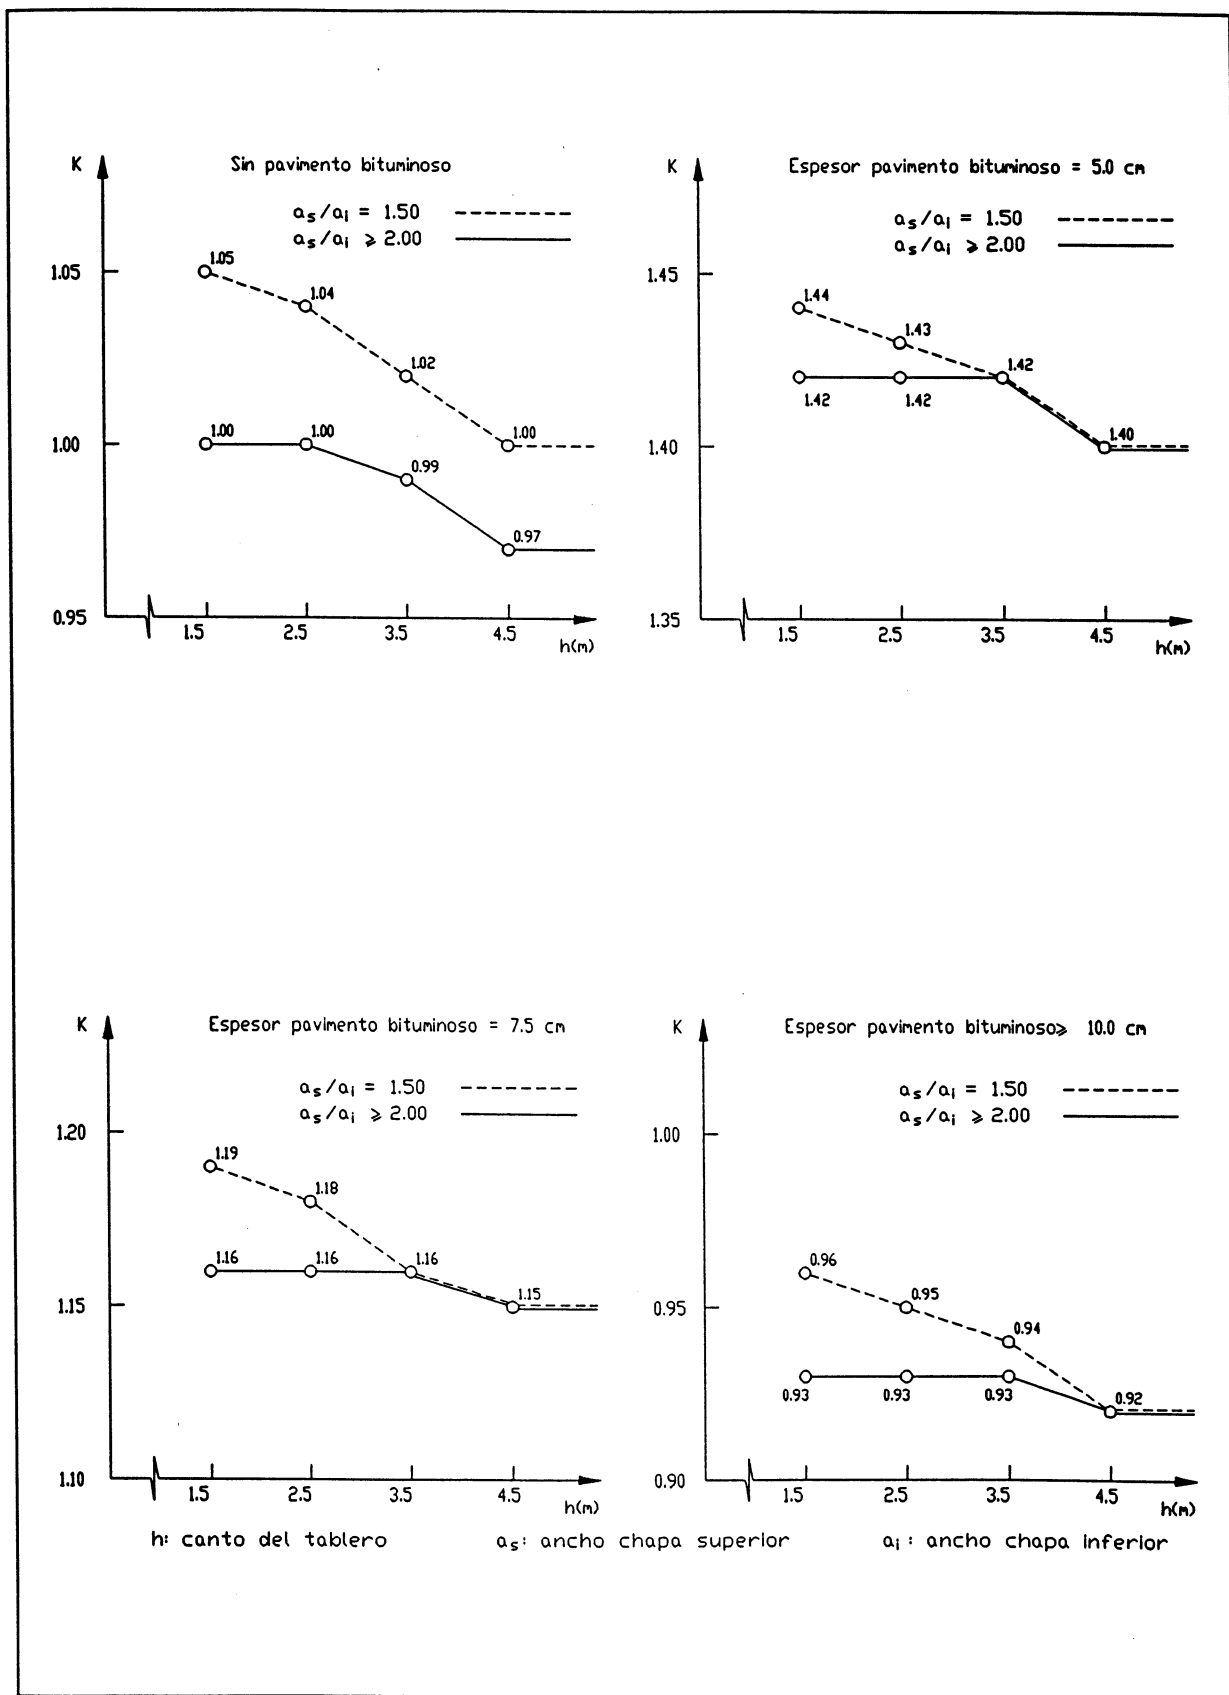 K
Sin pavimento bituminoso
as/ai = 1.50
as/ai ⩾ 2.00
1.05
1.00
0.95
1.05
1.04
1.02
1.00
1.00
1.00
0.99
0.97
1.5 2.5 3.5 4.5
h(m)
K
Espesor pavimento bituminoso = 5.0 cm
as/ai = 1.50
as/ai ⩾ 2.00
1.45
1.40
1.35
1.44
1.43
1.42
1.40
1.42
1.42
1.5 2.5 3.5 4.5
h(m)
K
Espesor pavimento bituminoso = 7.5 cm
as/ai = 1.50
as/ai ⩾ 2.00
1.20
1.15
1.10
1.19
1.18
1.16
1.16
1.16
1.15
1.5 2.5 3.5 4.5
h(m)
K
Espesor pavimento bituminoso⩾ 10.0 cm
as/ai = 1.50
as/ai ⩾ 2.00
1.00
0.95
0.90
0.96
0.95
0.94
0.92
0.93
0.93
0.93
1.5 2.5 3.5 4.5
h(m)
h: canto del tablero as: ancho chapa superior ai: ancho chapa inferior